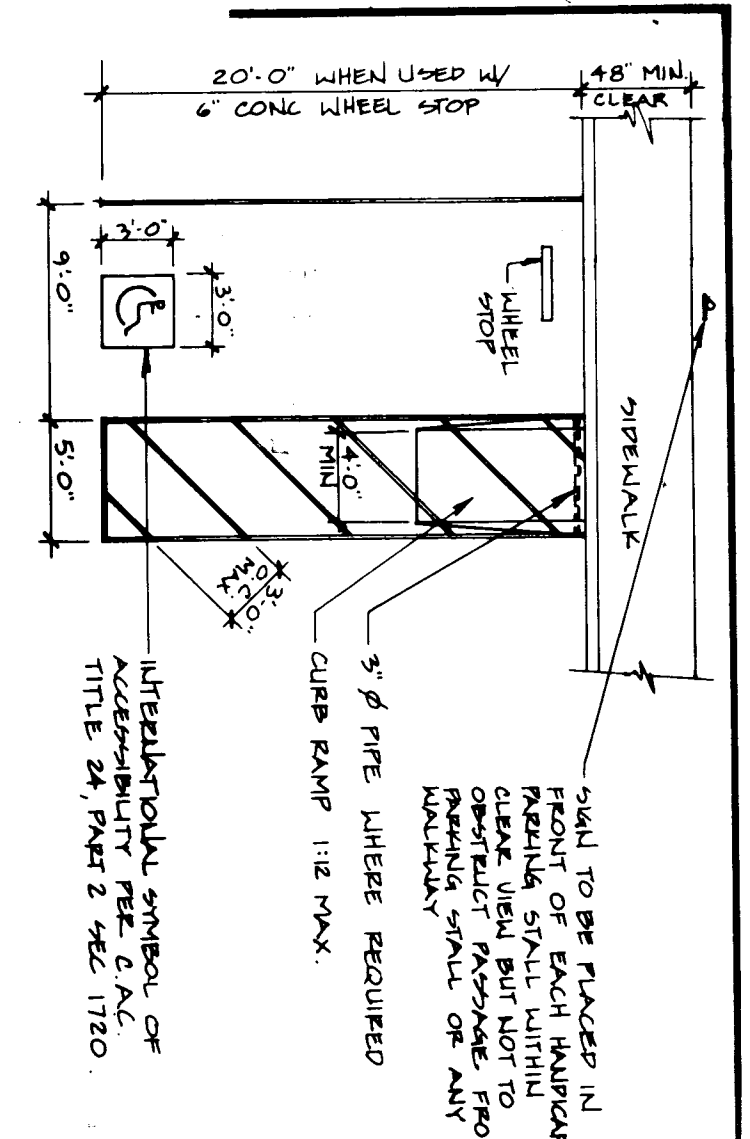 20'-0" WHEN USED W/
6" CONC WHEEL STOP
48" MIN.
CLEAR
3'-0"
3'-0"
9'-0"
5'-0"
WHEEL
STOP
SIDEWALK
4'-0"
MIN
3'-0"
O.C.
MAX
SIGN TO BE PLACED IN
FRONT OF EACH HANDICAP
PARKING STALL WITHIN
CLEAR VIEW BUT NOT TO
OBSTRUCT PASSAGE FRO
PARKING STALL OR ANY
WALKWAY
3" Ø PIPE WHERE REQUIRED
CURB RAMP 1:12 MAX.
INTERNATIONAL SYMBOL OF
ACCESSIBILITY PER C.A.C.
TITLE 24, PART 2 SEC 1720.